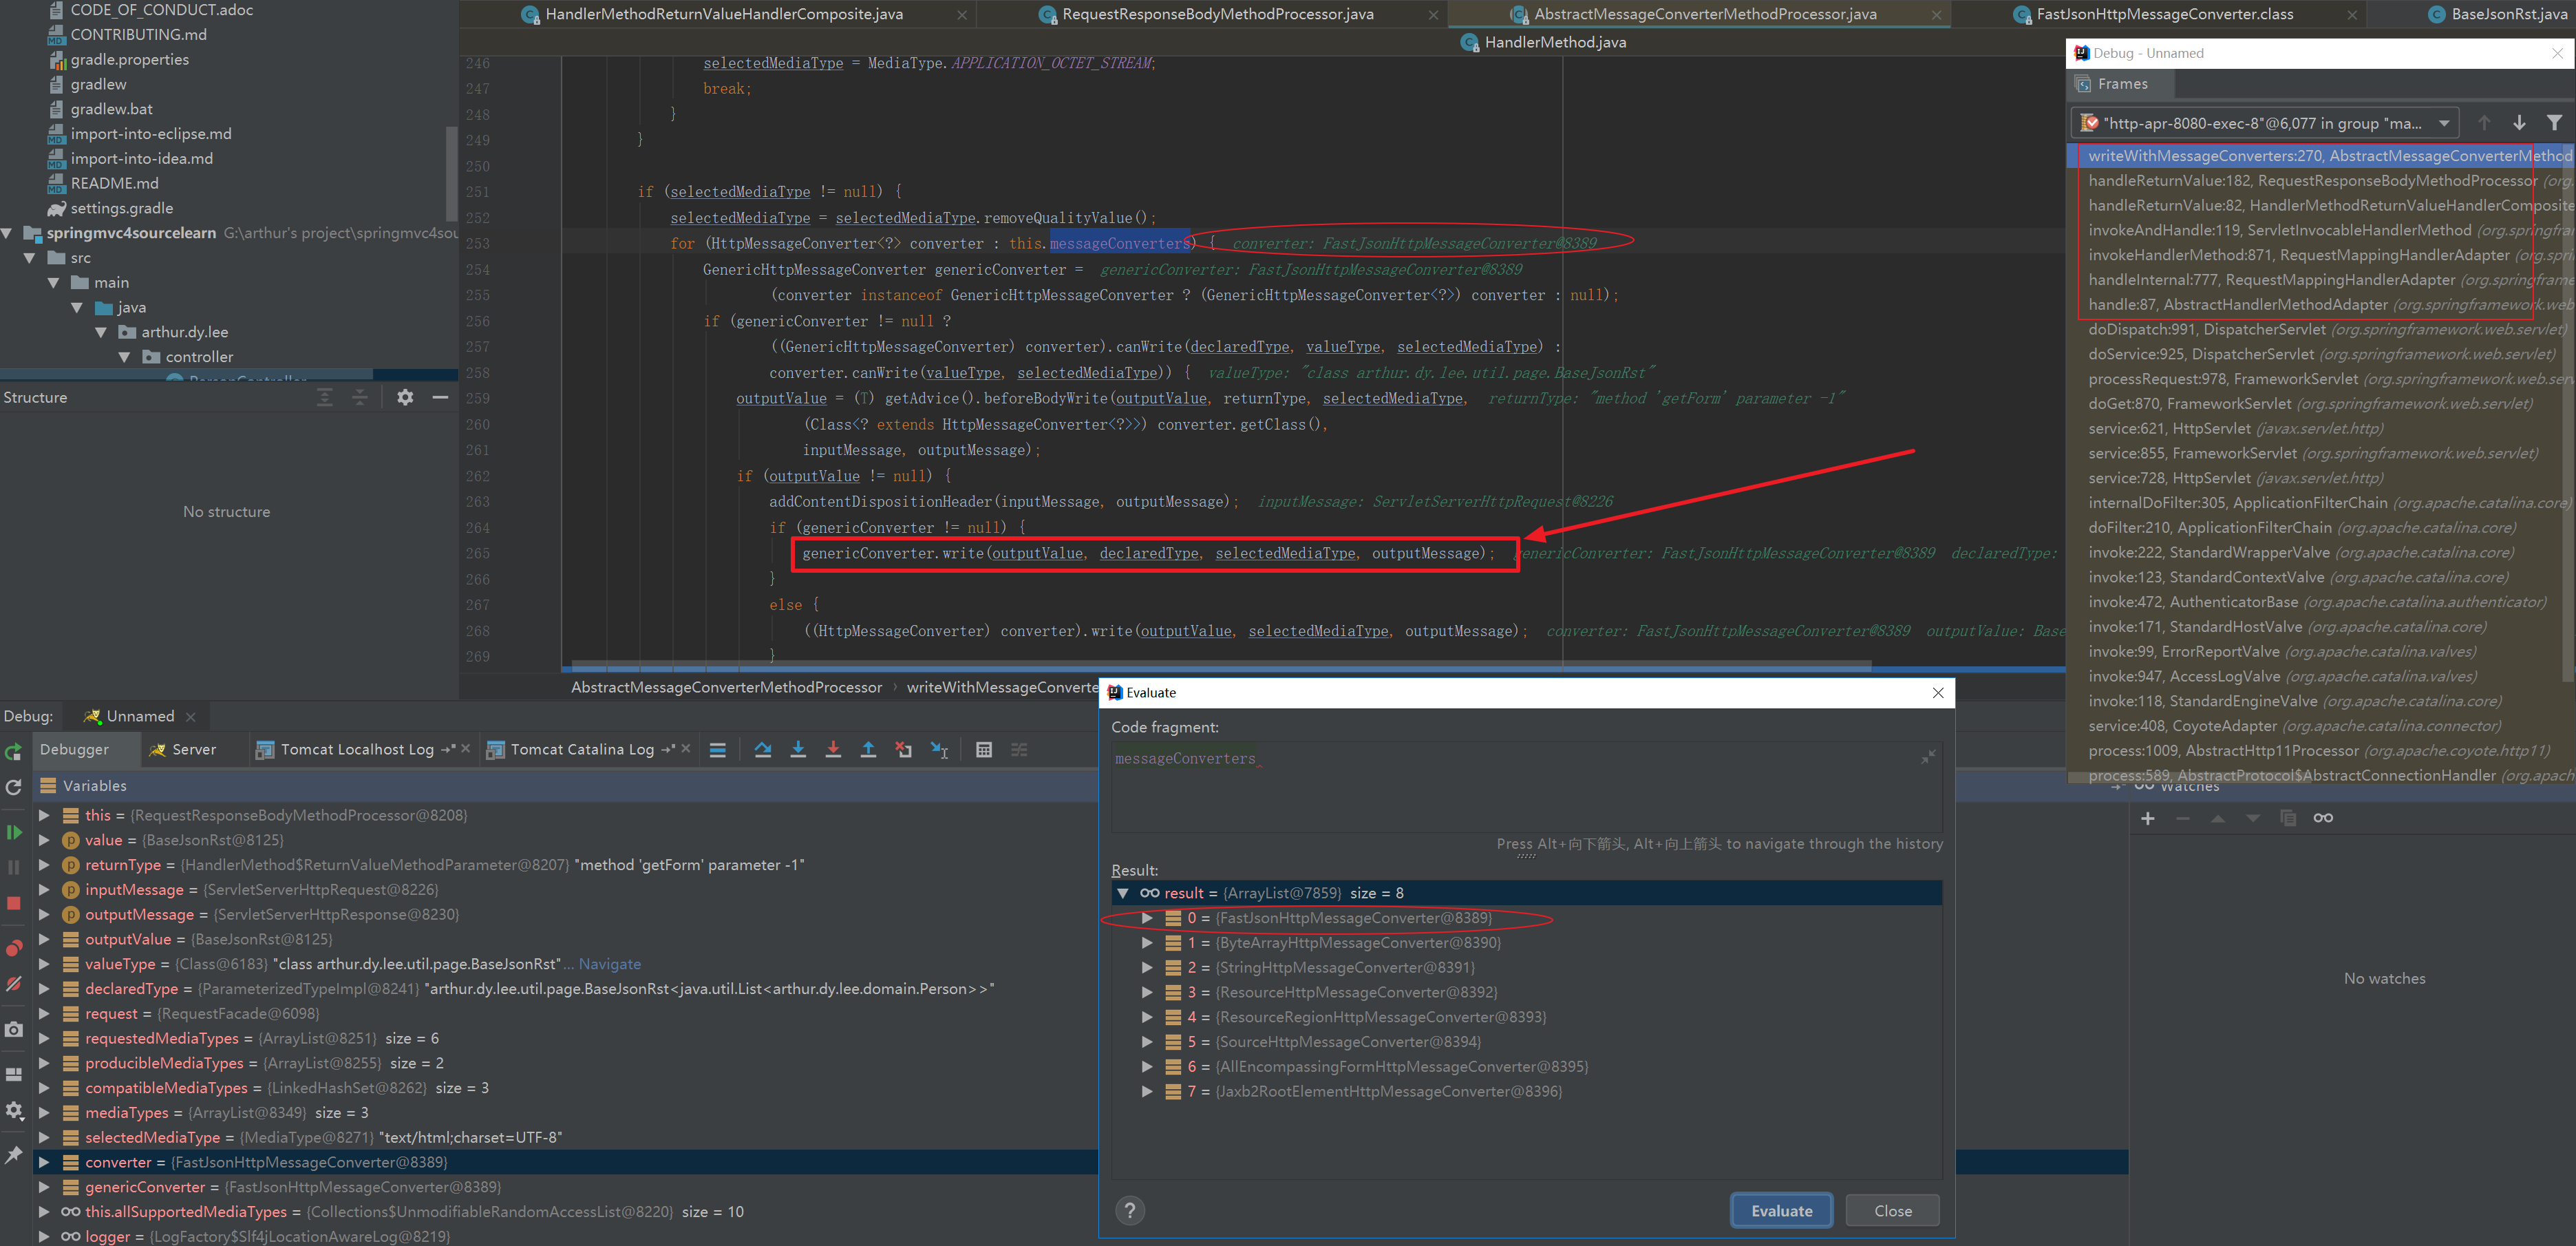 CODE_OF_CONDUCT.adoc
CONTRIBUTING.md
gradle.properties
gradlew
gradlew.bat
import-into-eclipse.md
import-into-idea.md
README.md
settings.gradle
springmvc4sourcelearn G:\arthur's project\springmvc4sou
src
main
java
arthur.dy.lee
controller
PersonController
Structure
No structure
HandlerMethodReturnValueHandlerComposite.java
RequestResponseBodyMethodProcessor.java
AbstractMessageConverterMethodProcessor.java
FastJsonHttpMessageConverter.class
BaseJsonRst.java
HandlerMethod.java
246 selectedMediaType = MediaType.APPLICATION_OCTET_STREAM;
247 break;
248 }
249 }
250
251 if (selectedMediaType != null) {
252 selectedMediaType = selectedMediaType.removeQualityValue();
253 for (HttpMessageConverter<?> converter : this.messageConverters) { converter: FastJsonHttpMessageConverter@8389
254 GenericHttpMessageConverter genericConverter = genericConverter: FastJsonHttpMessageConverter@8389
255 (converter instanceof GenericHttpMessageConverter ? (GenericHttpMessageConverter<?>) converter : null);
256 if (genericConverter != null ?
257 ((GenericHttpMessageConverter) converter).canWrite(declaredType, valueType, selectedMediaType) :
258 converter.canWrite(valueType, selectedMediaType)) { valueType: "class arthur.dy.lee.util.page.BaseJsonRst"
259 outputValue = (T) getAdvice().beforeBodyWrite(outputValue, returnType, selectedMediaType, returnType: "method 'getForm' parameter -1"
260 (Class<? extends HttpMessageConverter<?>>) converter.getClass(),
261 inputMessage, outputMessage);
262 if (outputValue != null) {
263 addContentDispositionHeader(inputMessage, outputMessage); inputMessage: ServletServerHttpRequest@8226
264 if (genericConverter != null) {
265 genericConverter.write(outputValue, declaredType, selectedMediaType, outputMessage); genericConverter: FastJsonHttpMessageConverter@8389 declaredType:
266 }
267 else {
268 ((HttpMessageConverter) converter).write(outputValue, selectedMediaType, outputMessage); converter: FastJsonHttpMessageConverter@8389 outputValue: Bas
269 }
AbstractMessageConverterMethodProcessor › writeWithMessageConverte
Debug - Unnamed
Frames
"http-apr-8080-exec-8"@6,077 in group "ma...
writeWithMessageConverters:270, AbstractMessageConverterMethod
handleReturnValue:182, RequestResponseBodyMethodProcessor (org.
handleReturnValue:82, HandlerMethodReturnValueHandlerComposite
invokeAndHandle:119, ServletInvocableHandlerMethod (org.springfram
invokeHandlerMethod:871, RequestMappingHandlerAdapter (org.spri
handleInternal:777, RequestMappingHandlerAdapter (org.springframe
handle:87, AbstractHandlerMethodAdapter (org.springframework.web
doDispatch:991, DispatcherServlet (org.springframework.web.servlet)
doService:925, DispatcherServlet (org.springframework.web.servlet)
processRequest:978, FrameworkServlet (org.springframework.web.serv
doGet:870, FrameworkServlet (org.springframework.web.servlet)
service:621, HttpServlet (javax.servlet.http)
service:855, FrameworkServlet (org.springframework.web.servlet)
service:728, HttpServlet (javax.servlet.http)
internalDoFilter:305, ApplicationFilterChain (org.apache.catalina.core)
doFilter:210, ApplicationFilterChain (org.apache.catalina.core)
invoke:222, StandardWrapperValve (org.apache.catalina.core)
invoke:123, StandardContextValve (org.apache.catalina.core)
invoke:472, AuthenticatorBase (org.apache.catalina.authenticator)
invoke:171, StandardHostValve (org.apache.catalina.core)
invoke:99, ErrorReportValve (org.apache.catalina.valves)
invoke:947, AccessLogValve (org.apache.catalina.valves)
invoke:118, StandardEngineValve (org.apache.catalina.core)
service:408, CoyoteAdapter (org.apache.catalina.connector)
process:1009, AbstractHttp11Processor (org.apache.coyote.http11)
process:589, AbstractProtocol$AbstractConnectionHandler (org.apach
Watches
No watches
Debug: Unnamed
Debugger Server Tomcat Localhost Log Tomcat Catalina Log
Variables
this = {RequestResponseBodyMethodProcessor@8208}
value = {BaseJsonRst@8125}
returnType = {HandlerMethod$ReturnValueMethodParameter@8207} "method 'getForm' parameter -1"
inputMessage = {ServletServerHttpRequest@8226}
outputMessage = {ServletServerHttpResponse@8230}
outputValue = {BaseJsonRst@8125}
valueType = {Class@6183} "class arthur.dy.lee.util.page.BaseJsonRst"... Navigate
declaredType = {ParameterizedTypeImpl@8241} "arthur.dy.lee.util.page.BaseJsonRst<java.util.List<arthur.dy.lee.domain.Person>>"
request = {RequestFacade@6098}
requestedMediaTypes = {ArrayList@8251} size = 6
producibleMediaTypes = {ArrayList@8255} size = 2
compatibleMediaTypes = {LinkedHashSet@8262} size = 3
mediaTypes = {ArrayList@8349} size = 3
selectedMediaType = {MediaType@8271} "text/html;charset=UTF-8"
converter = {FastJsonHttpMessageConverter@8389}
genericConverter = {FastJsonHttpMessageConverter@8389}
this.allSupportedMediaTypes = {Collections$UnmodifiableRandomAccessList@8220} size = 10
logger = {LogFactory$Slf4jLocationAwareLog@8219}
Evaluate
Code fragment:
messageConverters
Press Alt+向下箭头, Alt+向上箭头 to navigate through the history
Result:
result = {ArrayList@7859} size = 8
0 = {FastJsonHttpMessageConverter@8389}
1 = {ByteArrayHttpMessageConverter@8390}
2 = {StringHttpMessageConverter@8391}
3 = {ResourceHttpMessageConverter@8392}
4 = {ResourceRegionHttpMessageConverter@8393}
5 = {SourceHttpMessageConverter@8394}
6 = {AllEncompassingFormHttpMessageConverter@8395}
7 = {Jaxb2RootElementHttpMessageConverter@8396}
? Evaluate Close